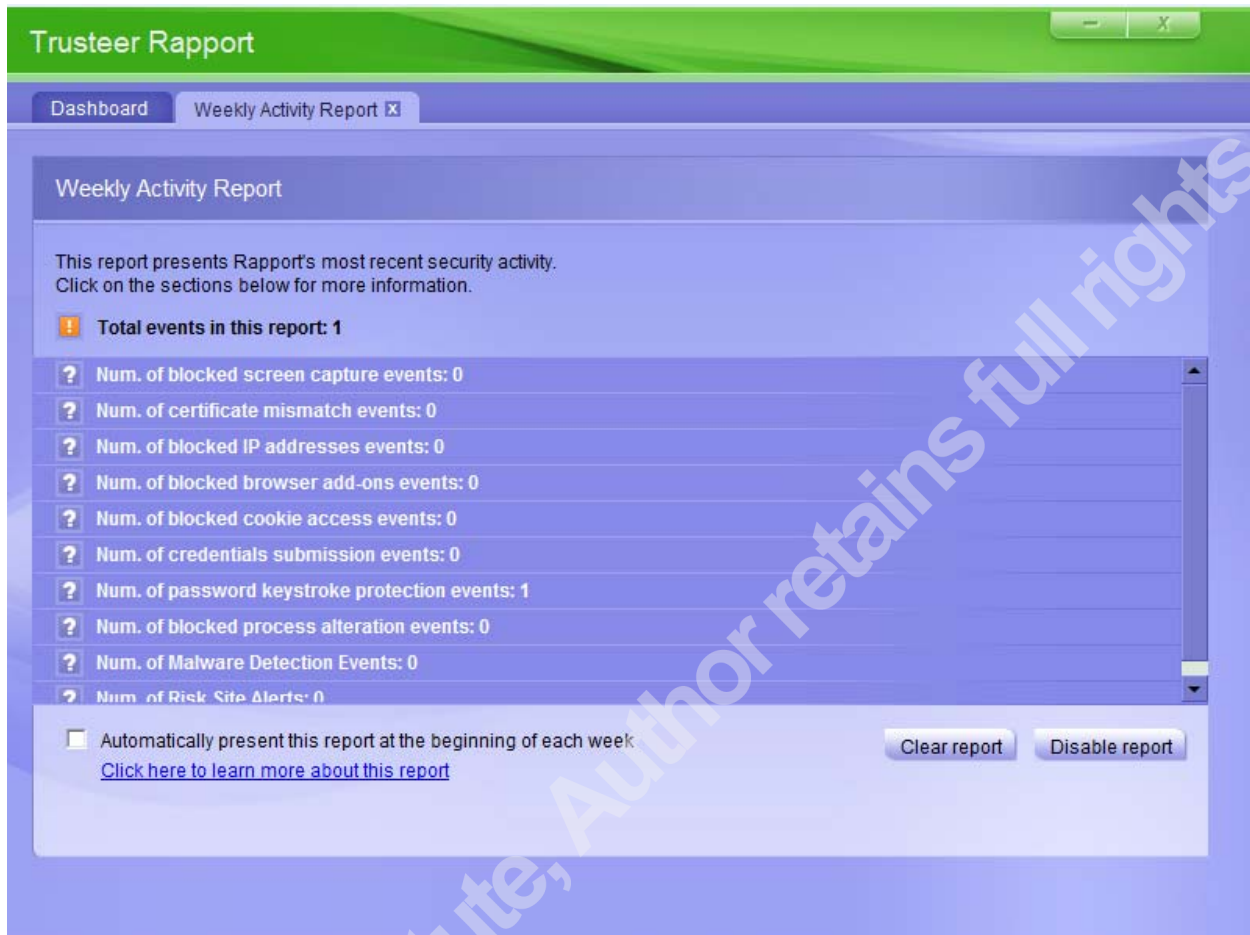 Trusteer Rapport
Dashboard
Weekly Activity Report
Weekly Activity Report
This report presents Rapport's most recent security activity.
Click on the sections below for more information.
Total events in this report: 1
Num. of blocked screen capture events: 0
Num. of certificate mismatch events: 0
Num. of blocked IP addresses events: 0
Num. of blocked browser add-ons events: 0
Num. of blocked cookie access events: 0
Num. of credentials submission events: 0
Num. of password keystroke protection events: 1
Num. of blocked process alteration events: 0
Num. of Malware Detection Events: 0
Num. of Risk Site Alerts: 0
Automatically present this report at the beginning of each week
Click here to learn more about this report
Clear report
Disable report
ute, Author retains full rights